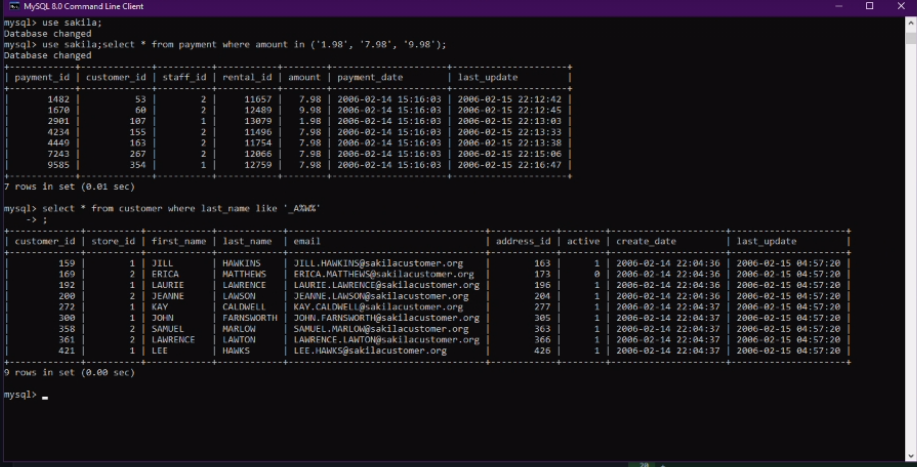 MySQL 8.0 Command Line Client
mysql> use sakila;
Database changed
mysql> use sakila;select * from payment where amount in ('1.98', '7.98', '9.98');
Database changed
+------------+-------------+----------+-----------+--------+---------------------+---------------------+
| payment_id | customer_id | staff_id | rental_id | amount | payment_date | last_update |
+------------+-------------+----------+-----------+--------+---------------------+---------------------+
| 1482 | 53 | 2 | 11657 | 7.98 | 2006-02-14 15:16:03 | 2006-02-15 22:12:42 |
| 1670 | 60 | 2 | 12489 | 9.98 | 2006-02-14 15:16:03 | 2006-02-15 22:12:45 |
| 2901 | 107 | 1 | 13079 | 1.98 | 2006-02-14 15:16:03 | 2006-02-15 22:13:03 |
| 4234 | 155 | 2 | 11496 | 7.98 | 2006-02-14 15:16:03 | 2006-02-15 22:13:33 |
| 4449 | 163 | 2 | 11754 | 7.98 | 2006-02-14 15:16:03 | 2006-02-15 22:13:38 |
| 7243 | 267 | 2 | 12066 | 7.98 | 2006-02-14 15:16:03 | 2006-02-15 22:15:06 |
| 9585 | 354 | 1 | 12759 | 7.98 | 2006-02-14 15:16:03 | 2006-02-15 22:16:47 |
+------------+-------------+----------+-----------+--------+---------------------+---------------------+
7 rows in set (0.01 sec)
mysql> select * from customer where last_name like '_A%W%'
-> ;
+-------------+----------+------------+------------+------------------------------------+------------+--------+---------------------+---------------------+
| customer_id | store_id | first_name | last_name | email | address_id | active | create_date | last_update |
+-------------+----------+------------+------------+------------------------------------+------------+--------+---------------------+---------------------+
| 159 | 1 | JILL | HAWKINS | JILL.HAWKINS@sakilacustomer.org | 163 | 1 | 2006-02-14 22:04:36 | 2006-02-15 04:57:20 |
| 169 | 2 | ERICA | MATTHEWS | ERICA.MATTHEWS@sakilacustomer.org | 173 | 0 | 2006-02-14 22:04:36 | 2006-02-15 04:57:20 |
| 192 | 1 | LAURIE | LAWRENCE | LAURIE.LAWRENCE@sakilacustomer.org | 196 | 1 | 2006-02-14 22:04:36 | 2006-02-15 04:57:20 |
| 200 | 2 | JEANNE | LAWSON | JEANNE.LAWSON@sakilacustomer.org | 204 | 1 | 2006-02-14 22:04:36 | 2006-02-15 04:57:20 |
| 272 | 1 | KAY | CALDWELL | KAY.CALDWELL@sakilacustomer.org | 277 | 1 | 2006-02-14 22:04:37 | 2006-02-15 04:57:20 |
| 300 | 1 | JOHN | FARNSWORTH | JOHN.FARNSWORTH@sakilacustomer.org | 305 | 1 | 2006-02-14 22:04:37 | 2006-02-15 04:57:20 |
| 358 | 2 | SAMUEL | MARLOW | SAMUEL.MARLOW@sakilacustomer.org | 363 | 1 | 2006-02-14 22:04:37 | 2006-02-15 04:57:20 |
| 361 | 2 | LAWRENCE | LAWTON | LAWRENCE.LAWTON@sakilacustomer.org | 366 | 1 | 2006-02-14 22:04:37 | 2006-02-15 04:57:20 |
| 421 | 1 | LEE | HAWKS | LEE.HAWKS@sakilacustomer.org | 426 | 1 | 2006-02-14 22:04:37 | 2006-02-15 04:57:20 |
+-------------+----------+------------+------------+------------------------------------+------------+--------+---------------------+---------------------+
9 rows in set (0.00 sec)
mysql> _